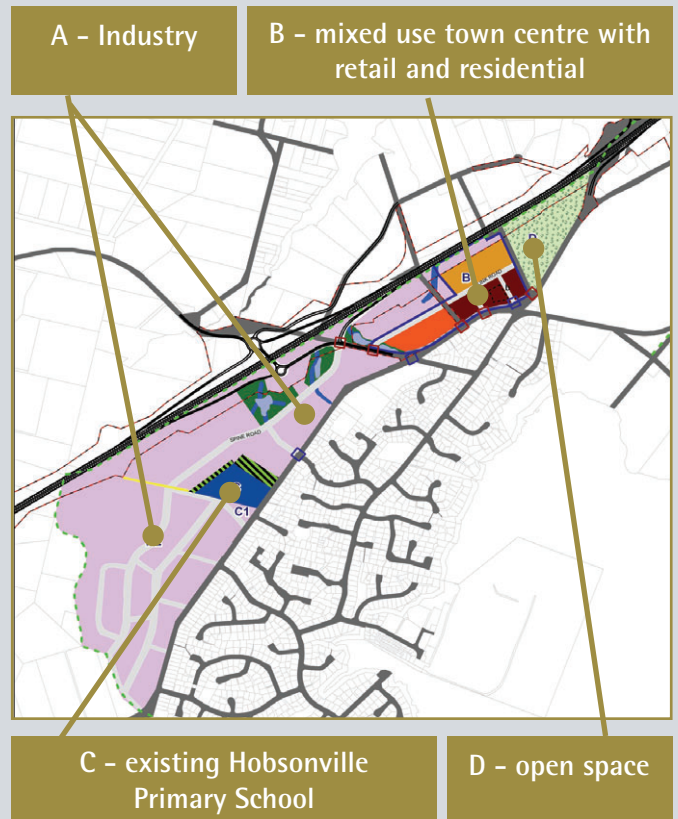 A - Industry
B - mixed use town centre with
retail and residential
B
SPINE ROAD
C1
C - existing Hobsonville
Primary School
D - open space